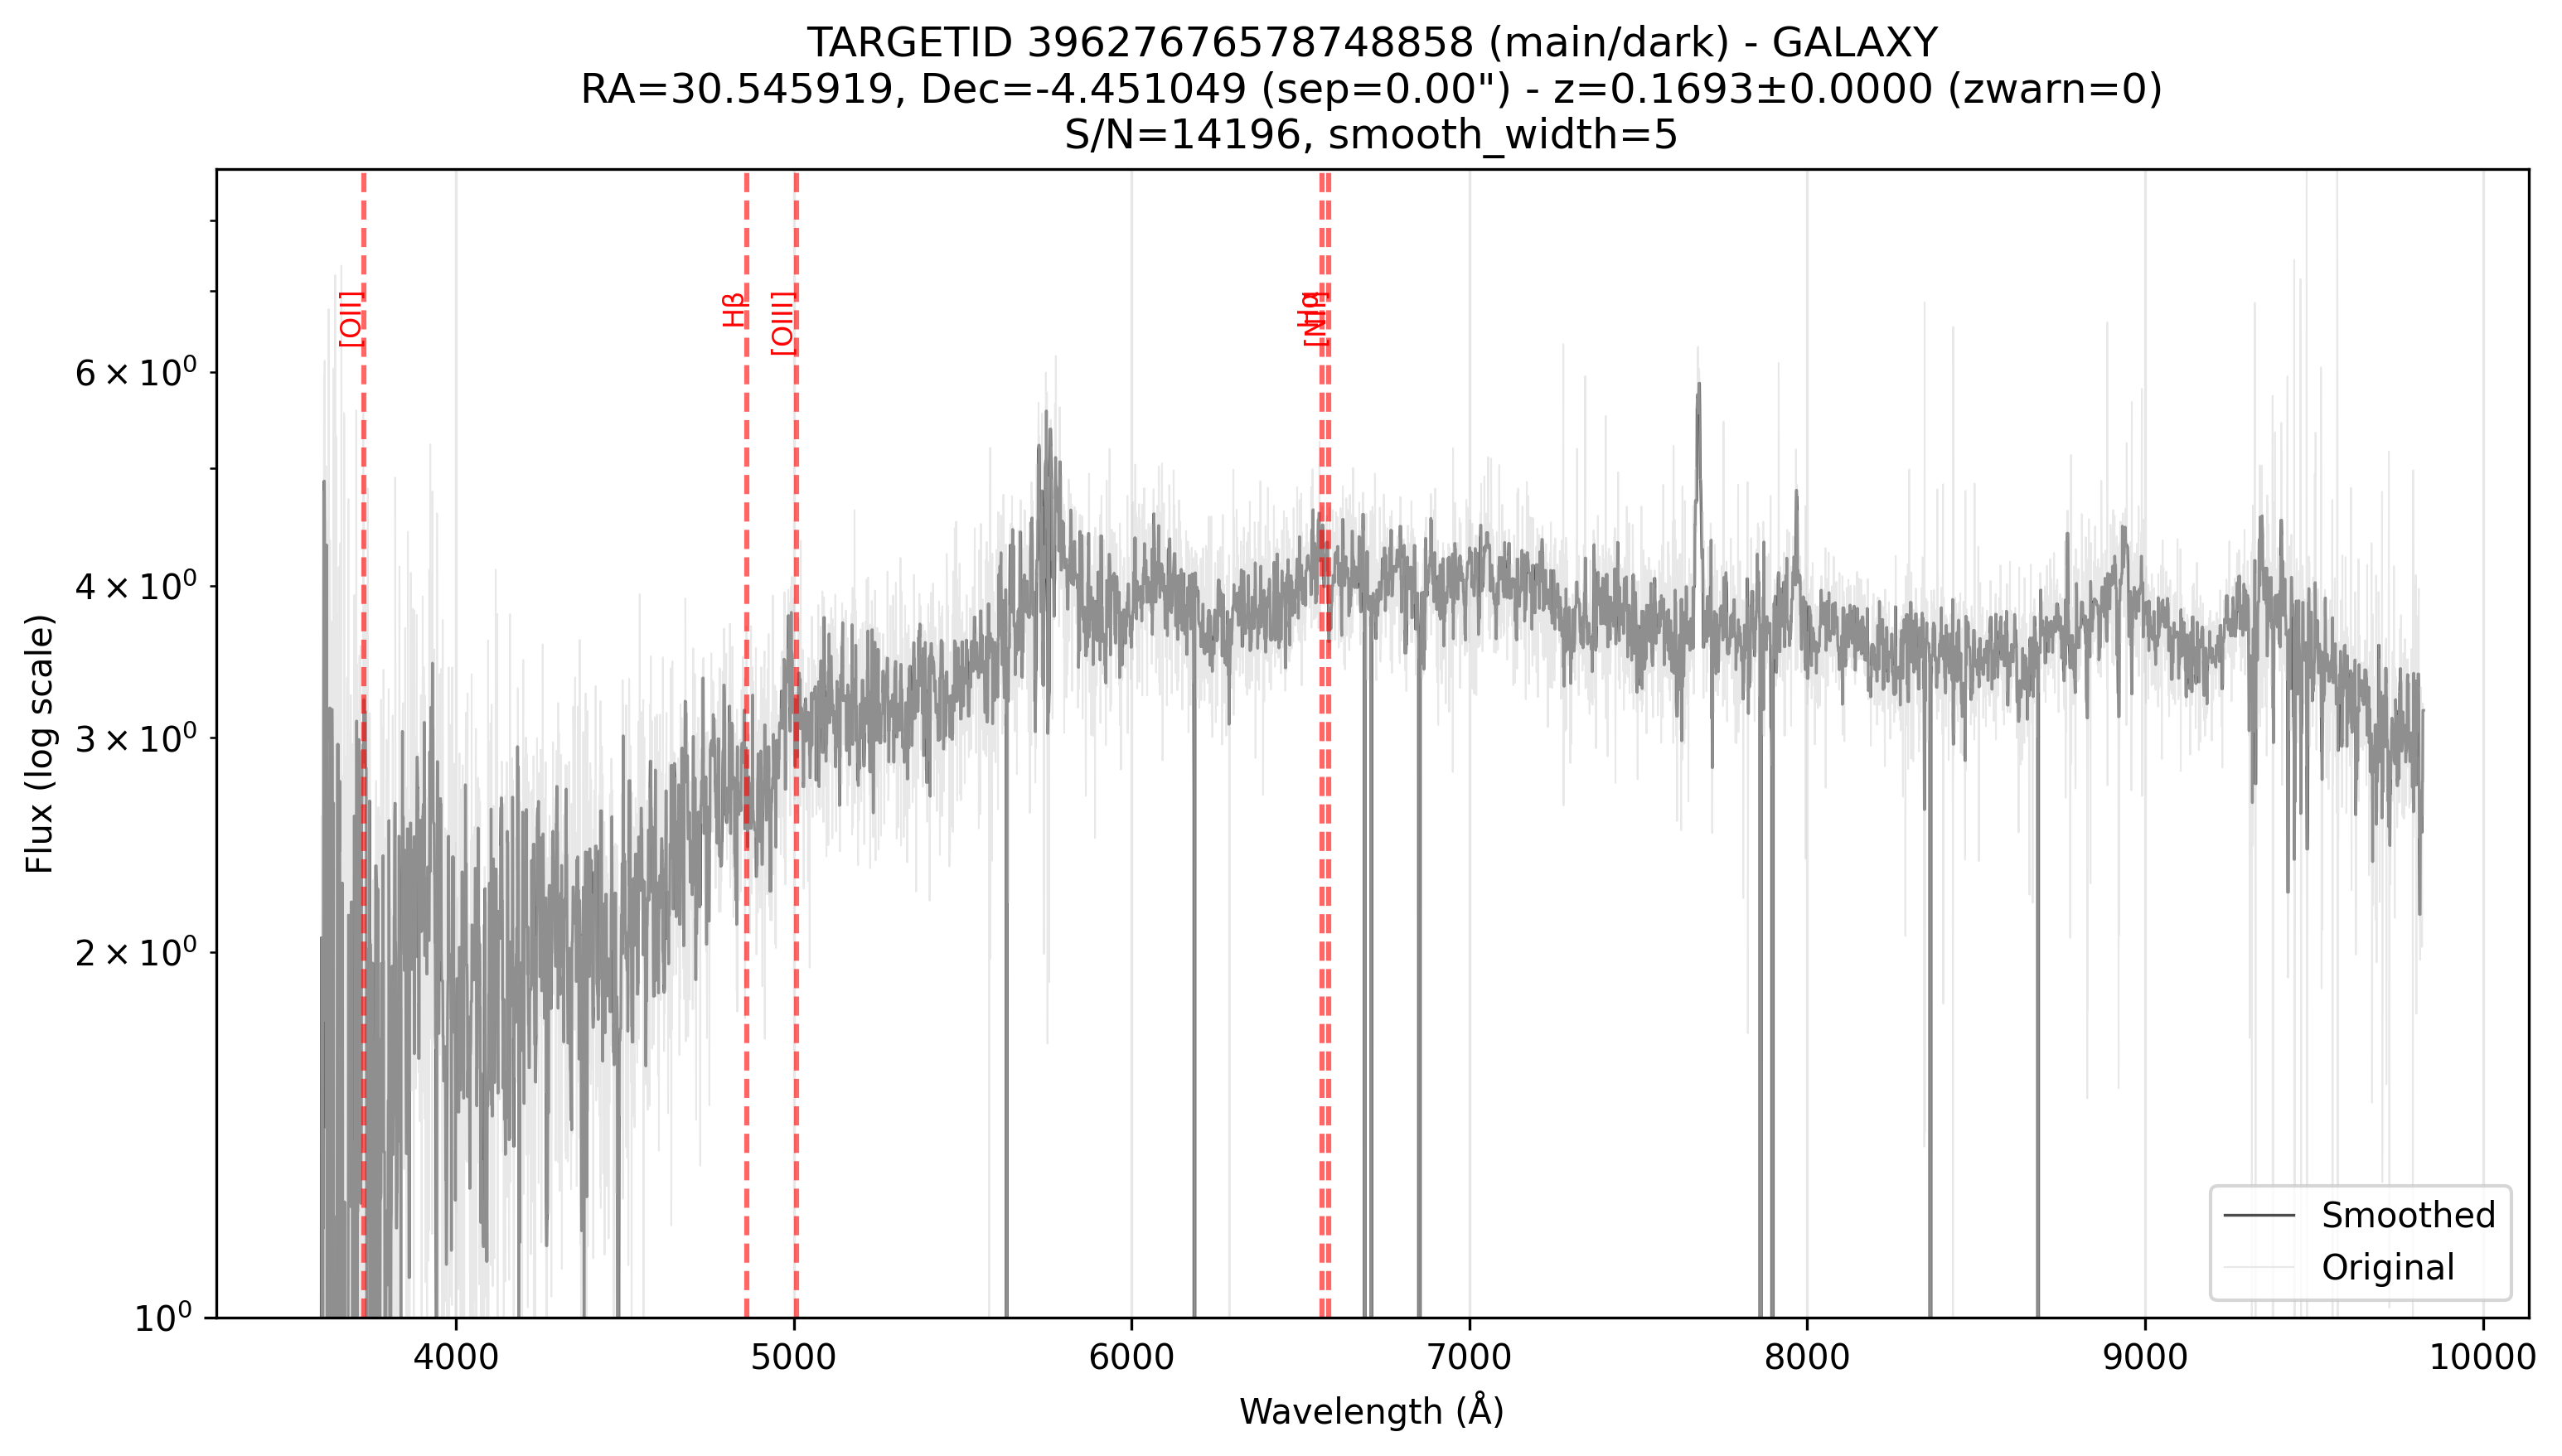 TARGETID 39627676578748858 (main/dark) - GALAXY
RA=30.545919, Dec=-4.451049 (sep=0.00") - z=0.1693±0.0000 (zwarn=0)
S/N=14196, smooth_width=5
[OII]
Hβ
[OIII]
Hα
[NII]
6 × 10⁰
4 × 10⁰
3 × 10⁰
2 × 10⁰
10⁰
Flux (log scale)
4000 5000 6000 7000 8000 9000 10000
Wavelength (Å)
Smoothed
Original